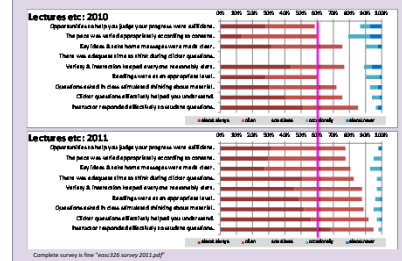 Lectures etc: 2010
0% 10% 20% 30% 40% 50% 60% 70% 80% 90% 100%
Opportunities to help you judge your progress were sufficient.
The pace was varied appropriately according to content.
Key ideas & take home messages were made clear.
There was adequate time to think during clicker questions.
Variety & interaction helped everyone reasonably alert.
Readings were at an appropriate level.
Questions asked in class stimulated thinking about material.
Clicker questions effectively helped you understand.
Instructor responded effectively to student questions.
almost always often sometimes occasionally almost never
Lectures etc: 2011
0% 10% 20% 30% 40% 50% 60% 70% 80% 90% 100%
Opportunities to help you judge your progress were sufficient.
The pace was varied appropriately according to content.
Key ideas & take home messages were made clear.
There was adequate time to think during clicker questions.
Variety & interaction helped everyone reasonably alert.
Readings were at an appropriate level.
Questions asked in class stimulated thinking about material.
Clicker questions effectively helped you understand.
Instructor responded effectively to student questions.
almost always often sometimes occasionally almost never
Complete survey is fine "eosc326 survey 2011.pdf"